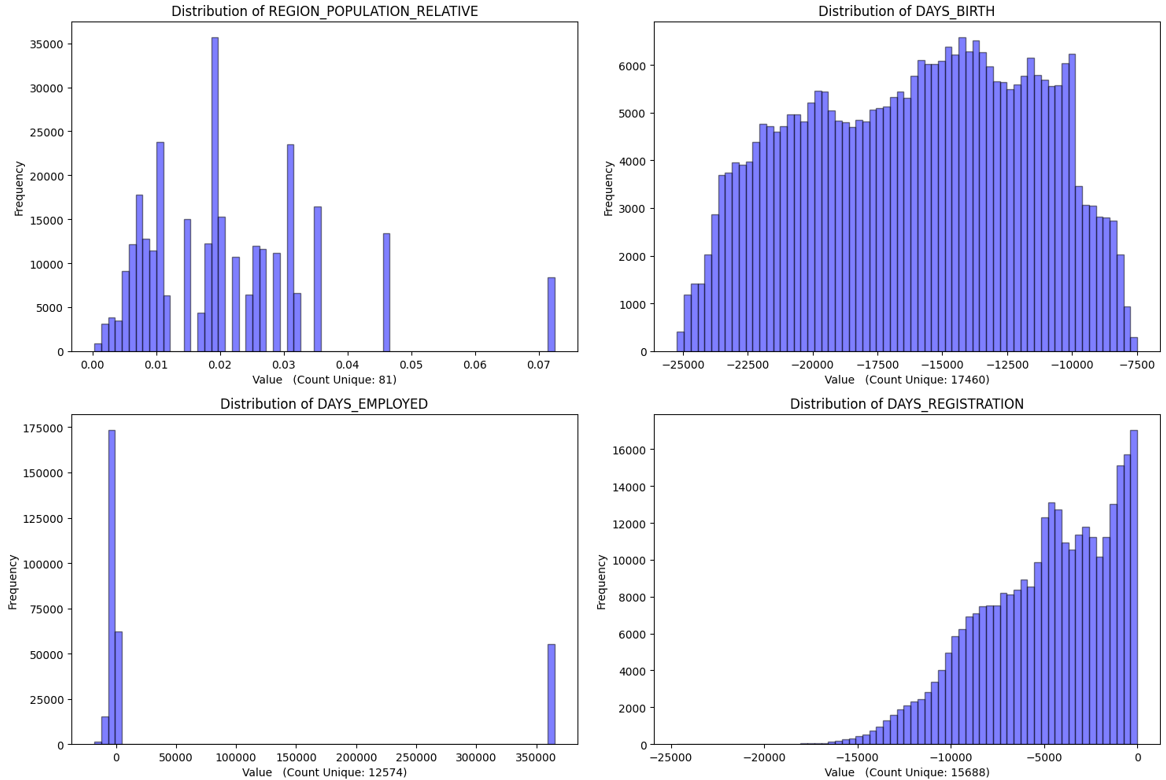 Distribution of REGION_POPULATION_RELATIVE
Frequency
35000
30000
25000
20000
15000
10000
5000
0
0.00 0.01 0.02 0.03 0.04 0.05 0.06 0.07
Value (Count Unique: 81)
Distribution of DAYS_BIRTH
Frequency
6000
5000
4000
3000
2000
1000
0
−25000 −22500 −20000 −17500 −15000 −12500 −10000 −7500
Value (Count Unique: 17460)
Distribution of DAYS_EMPLOYED
Frequency
175000
150000
125000
100000
75000
50000
25000
0
0 50000 100000 150000 200000 250000 300000 350000
Value (Count Unique: 12574)
Distribution of DAYS_REGISTRATION
Frequency
16000
14000
12000
10000
8000
6000
4000
2000
0
−25000 −20000 −15000 −10000 −5000 0
Value (Count Unique: 15688)